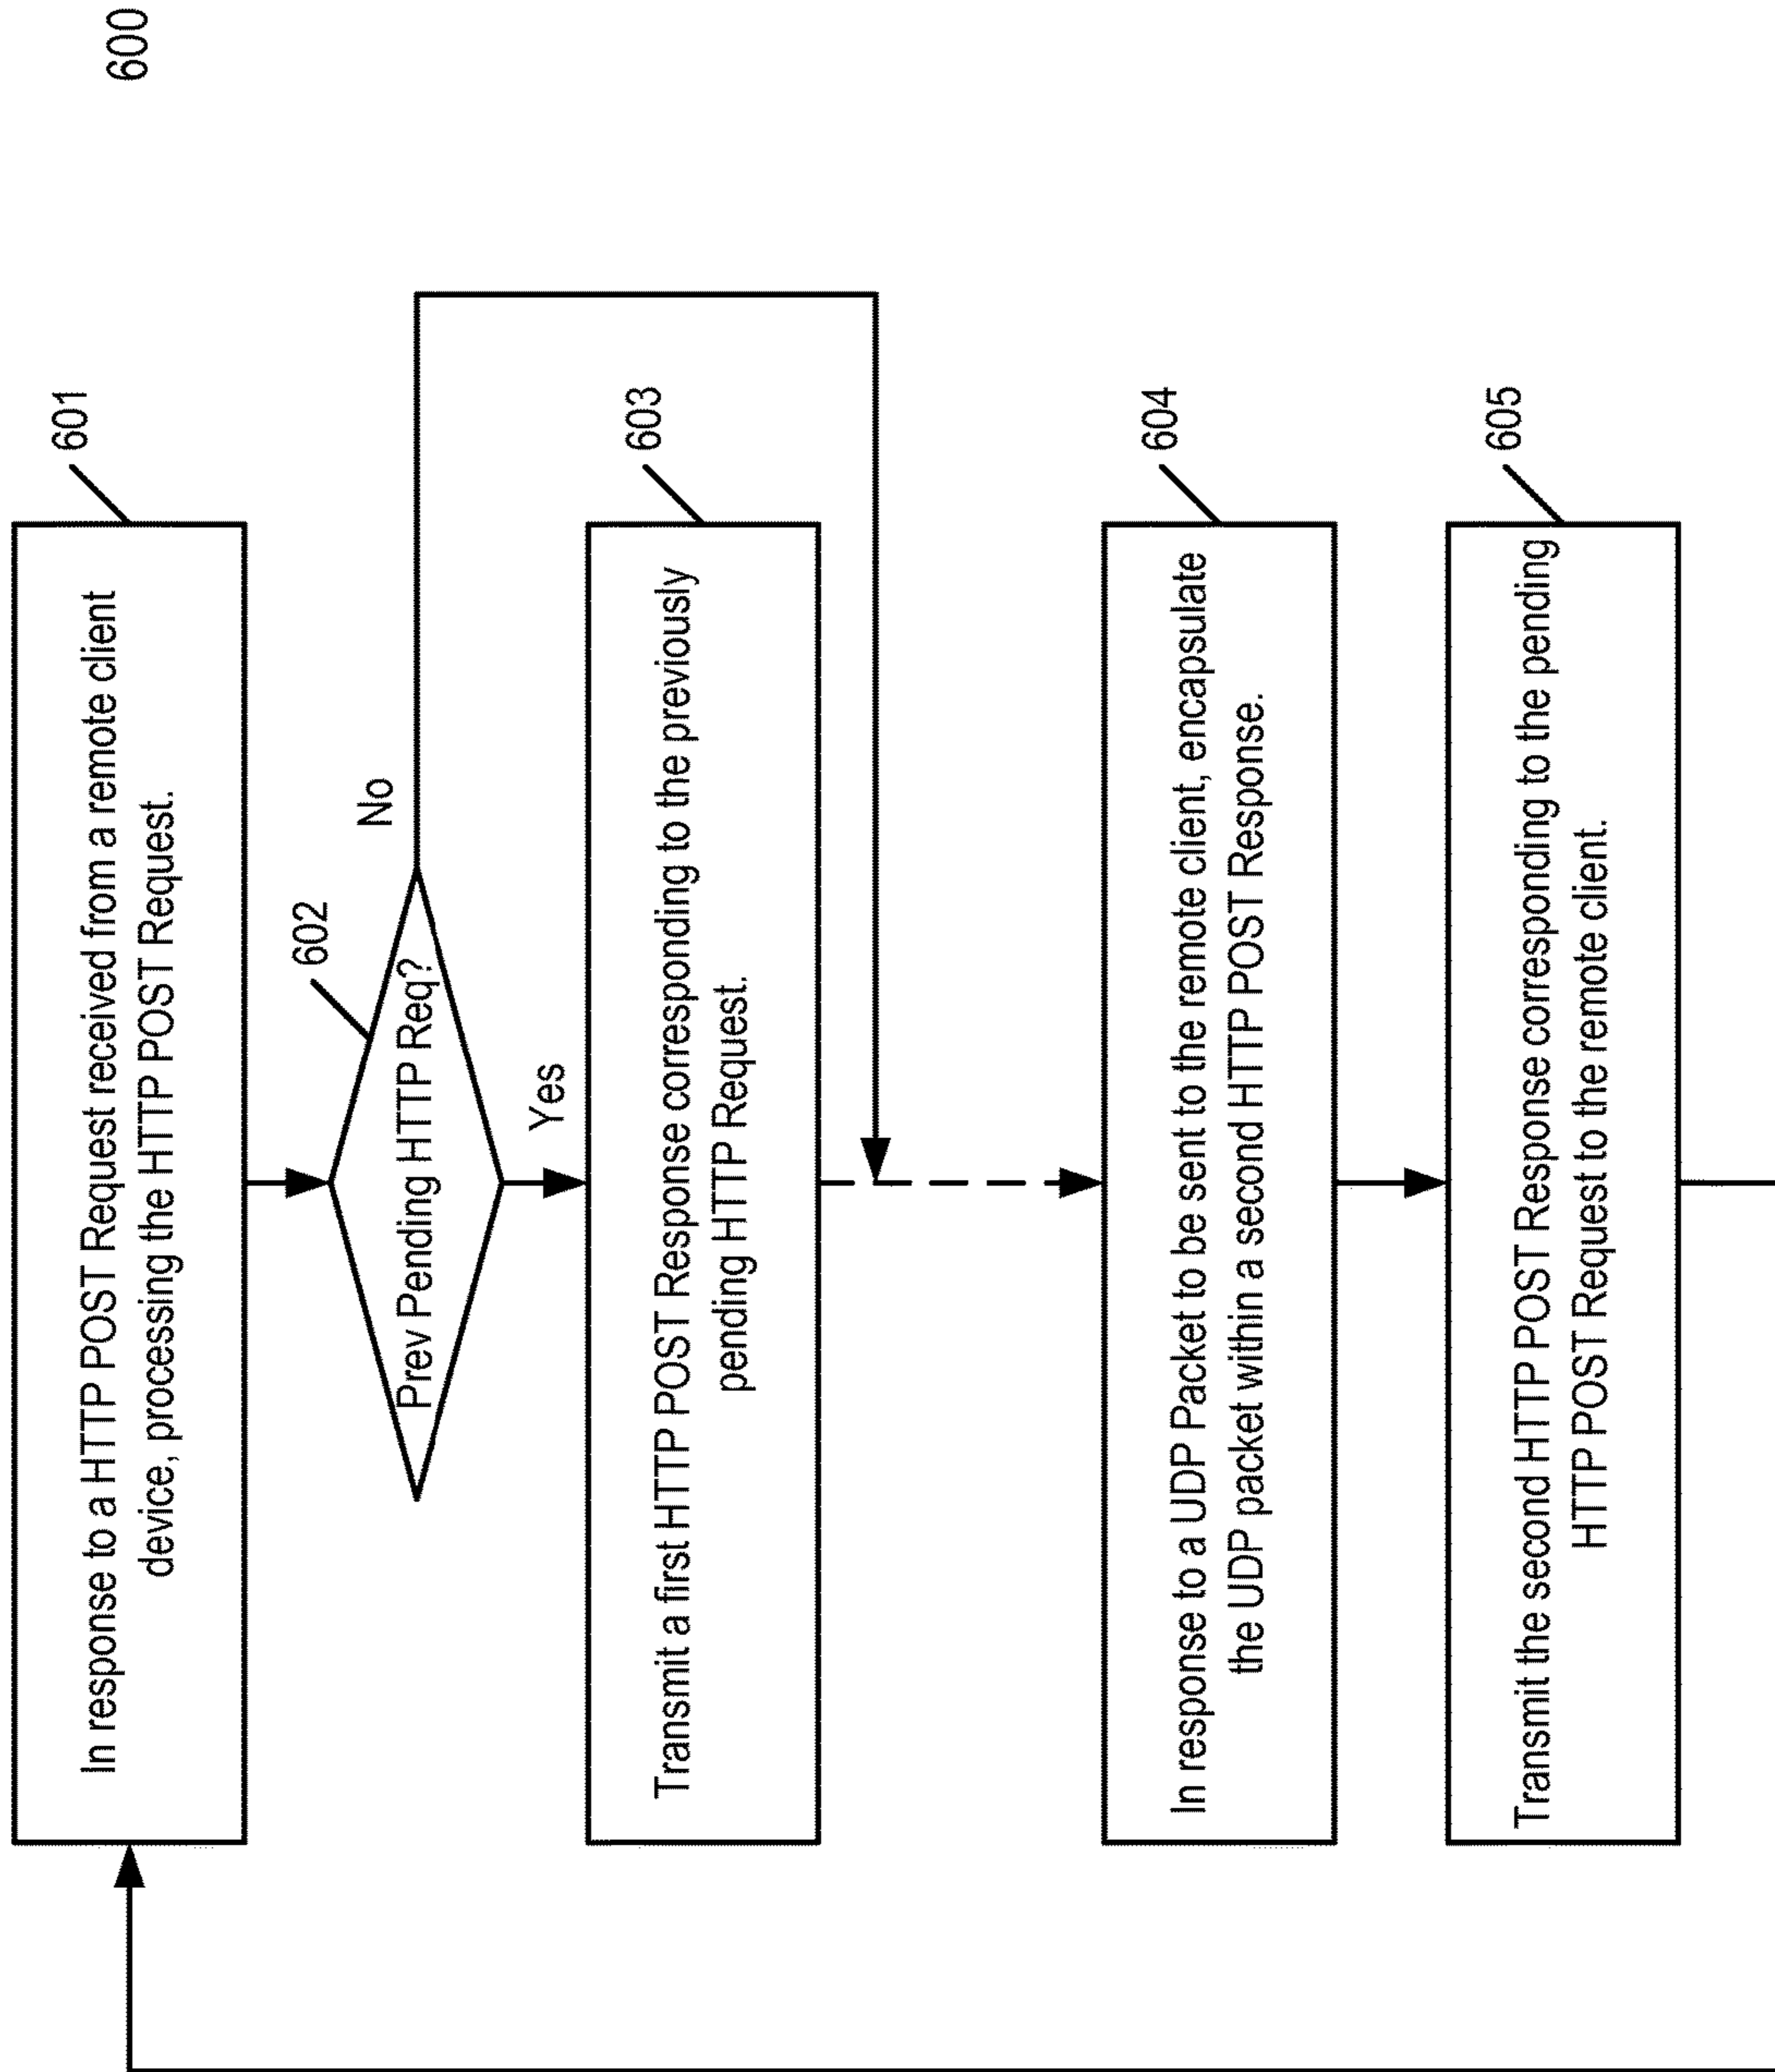 600
601
In response to a HTTP POST Request received from a remote client
device, processing the HTTP POST Request.
602
Prev Pending HTTP Req?
No
Yes
603
Transmit a first HTTP POST Response corresponding to the previously
pending HTTP Request.
604
In response to a UDP Packet to be sent to the remote client, encapsulate
the UDP packet within a second HTTP POST Response.
605
Transmit the second HTTP POST Response corresponding to the pending
HTTP POST Request to the remote client.